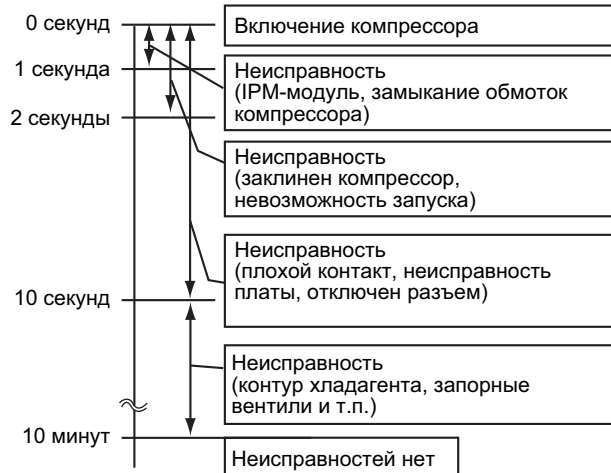 0 секунд
Включение компрессора
1 секунда
Неисправность
(IPM-модуль, замыкание обмоток
компрессора)
2 секунды
Неисправность
(заклинен компрессор,
невозможность запуска)
Неисправность
(плохой контакт, неисправность
платы, отключен разъем)
10 секунд
Неисправность
(контур хладагента, запорные
вентили и т.п.)
10 минут
Неисправностей нет